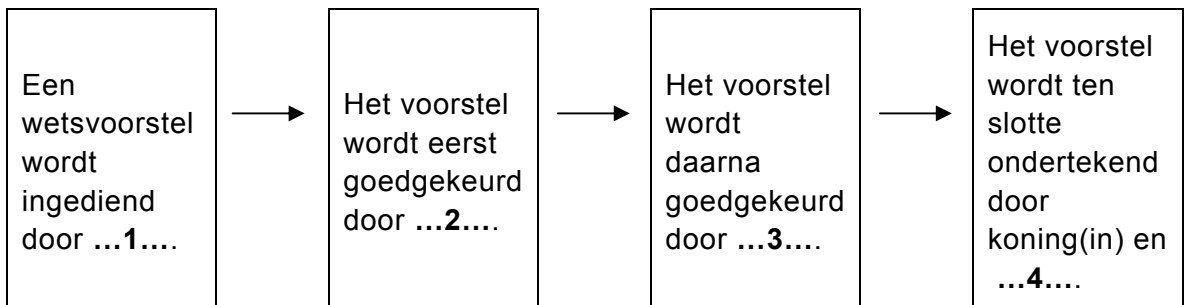 Een
wetsvoorstel
wordt
ingediend
door …1….
Het voorstel
wordt eerst
goedgekeurd
door …2….
Het voorstel
wordt
daarna
goedgekeurd
door …3….
Het voorstel
wordt ten
slotte
ondertekend
door
koning(in) en
…4….